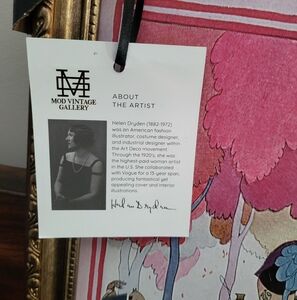 M
MOD VINTAGE
GALLERY
ABOUT
THE ARTIST
Helen Dryden (1882-1972)
was an American fashion
illustrator, costume designer,
and industrial designer within
the Art Deco movement.
Through the 1920's, she was
the highest-paid woman artist
in the U.S. She collaborated
with Vogue for a 13-year span,
producing fantastical yet
appealing cover and interior
illustrations.
Helen Dryden